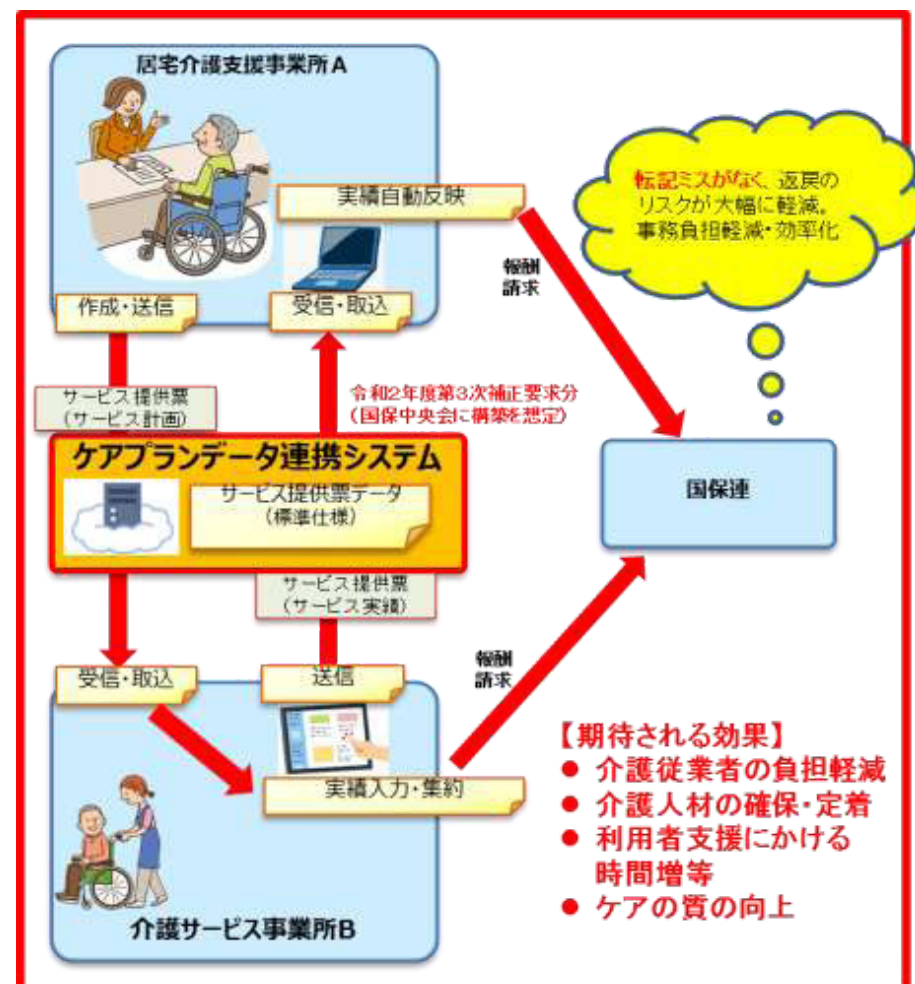 居宅介護支援事業所A
実績自動反映
作成・送信
受信・取込
報酬
請求
転記ミスがなく、返戻の
リスクが大幅に軽減。
事務負担軽減・効率化
サービス提供票
(サービス計画)
令和2年度第3次補正要求分
(国保中央会に構築を想定)
ケアプランデータ連携システム
サービス提供票データ
(標準仕様)
国保連
サービス提供票
(サービス実績)
受信・取込
送信
報酬
請求
実績入力・集約
介護サービス事業所B
【期待される効果】
● 介護従業者の負担軽減
● 介護人材の確保・定着
● 利用者支援にかける
時間増等
● ケアの質の向上